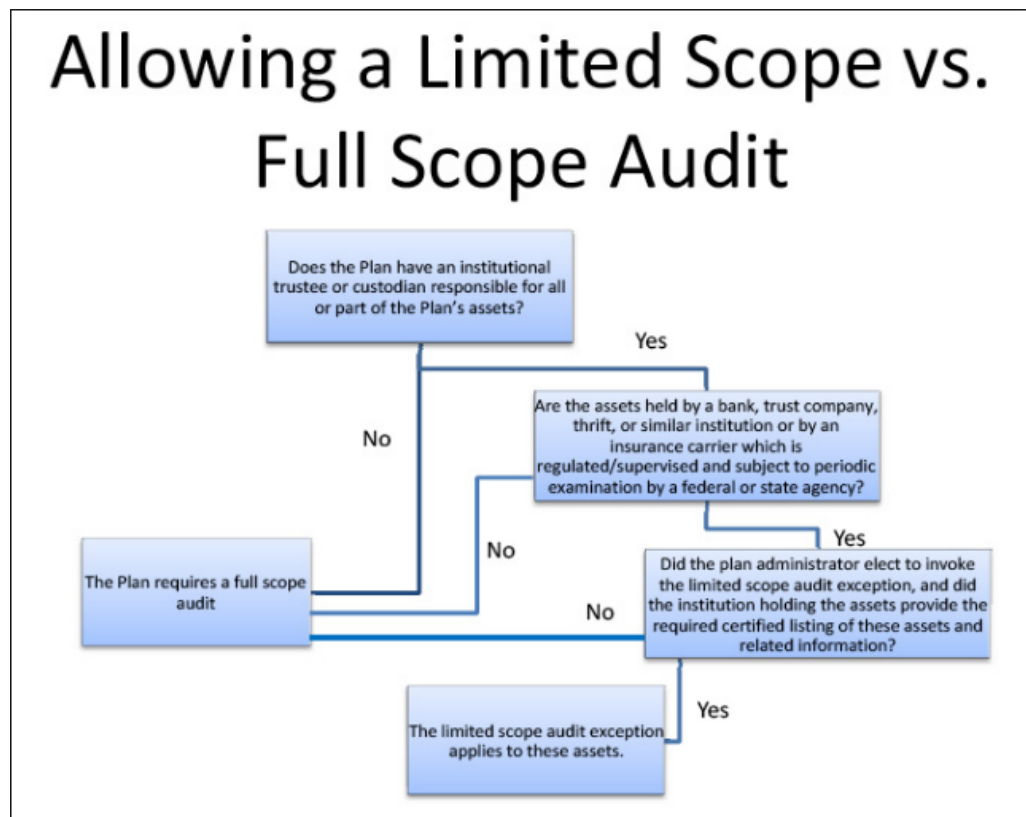 Allowing a Limited Scope vs.
Full Scope Audit
Does the Plan have an institutional
trustee or custodian responsible for all
or part of the Plan's assets?
Yes
No
Are the assets held by a bank, trust company,
thrift, or similar institution or by an
insurance carrier which is
regulated/supervised and subject to periodic
examination by a federal or state agency?
No
Yes
The Plan requires a full scope
audit
Did the plan administrator elect to invoke
the limited scope audit exception, and did
the institution holding the assets provide the
required certified listing of these assets and
related information?
No
Yes
The limited scope audit exception
applies to these assets.